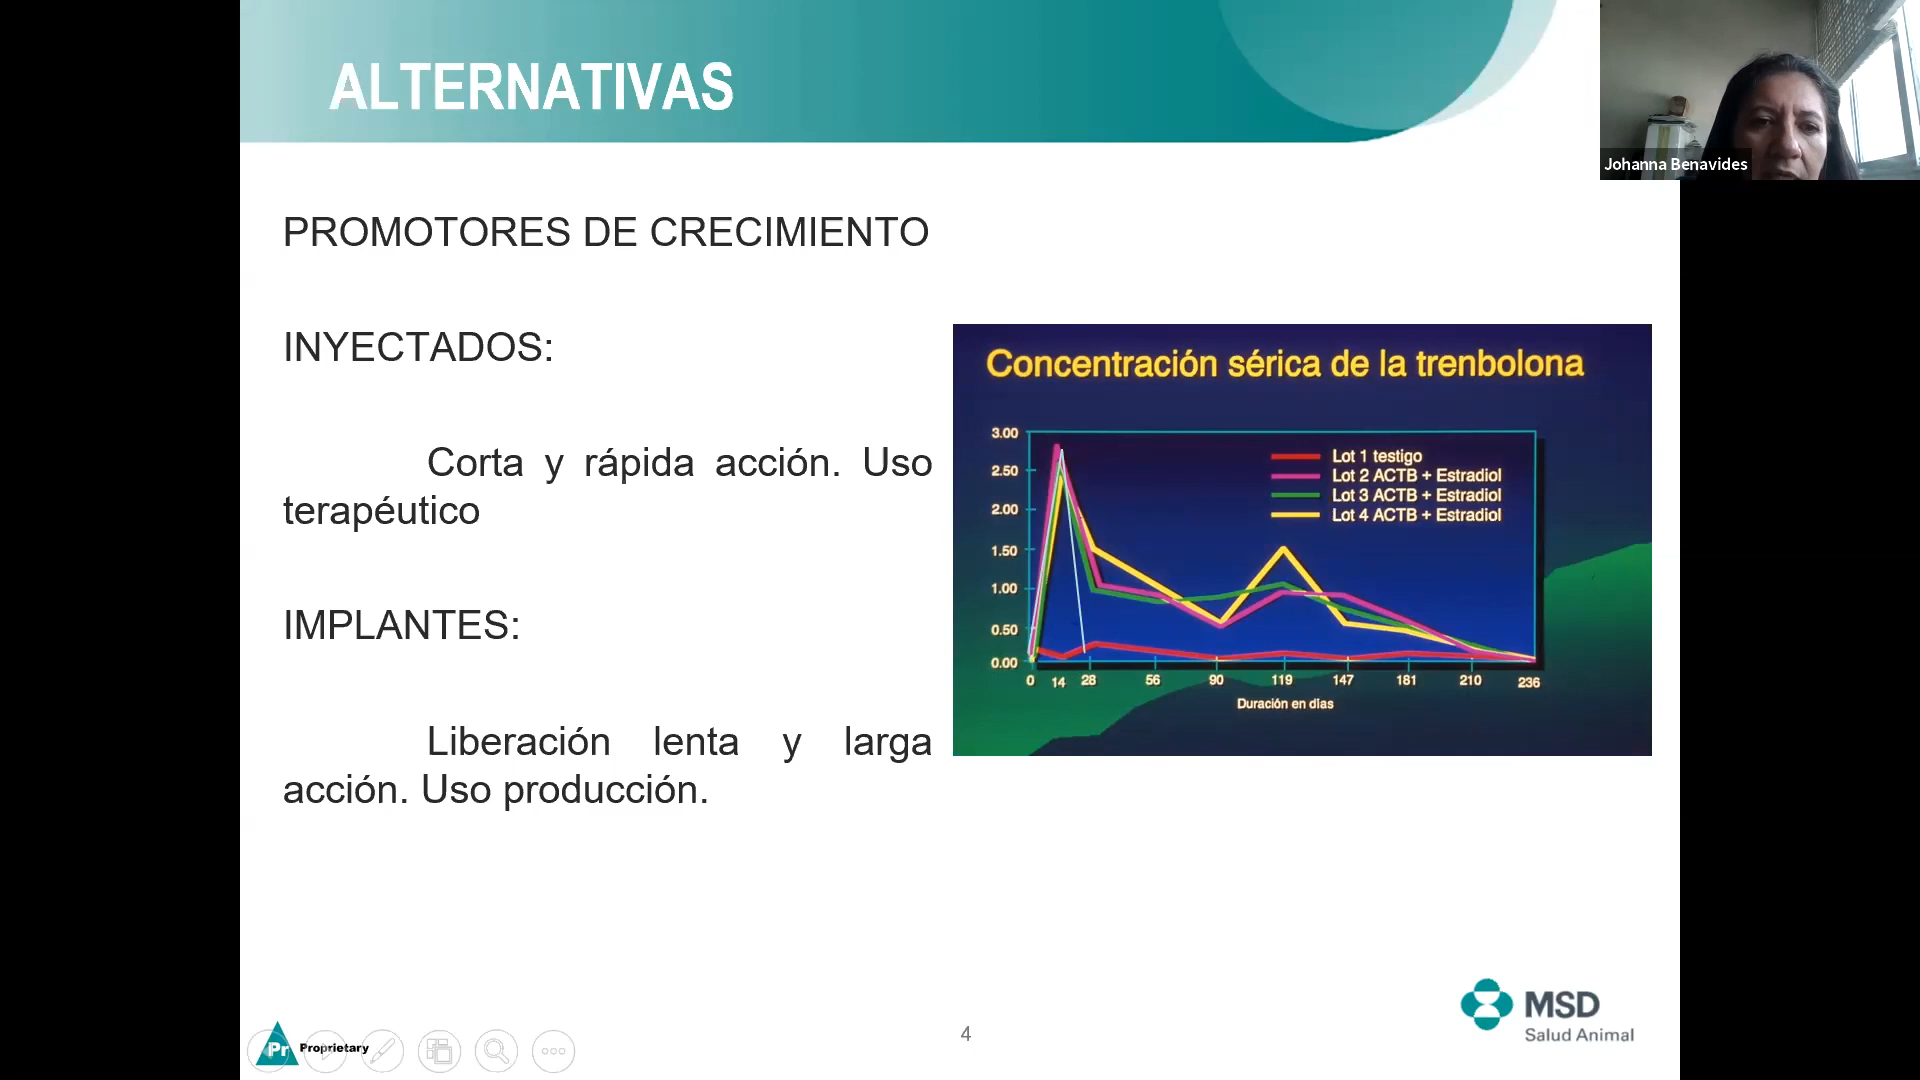 ALTERNATIVAS
Johanna Benavides
PROMOTORES DE CRECIMIENTO
INYECTADOS:
Corta y rápida acción. Uso
terapéutico
IMPLANTES:
Liberación lenta y larga
acción. Uso producción.
Concentración sérica de la trenbolona
3.00
2.50
2.00
1.50
1.00
0.50
0.00
Lot 1 testigo
Lot 2 ACTB + Estradiol
Lot 3 ACTB + Estradiol
Lot 4 ACTB + Estradiol
0 14 28 56 90 119 147 181 210 236
Duración en días
Pr Proprietary
4
MSD
Salud Animal